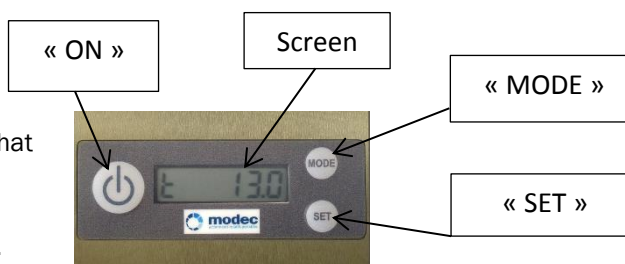 « ON »
Screen
« MODE »
hat
t 13.0
MODE
modec
SET
« SET »